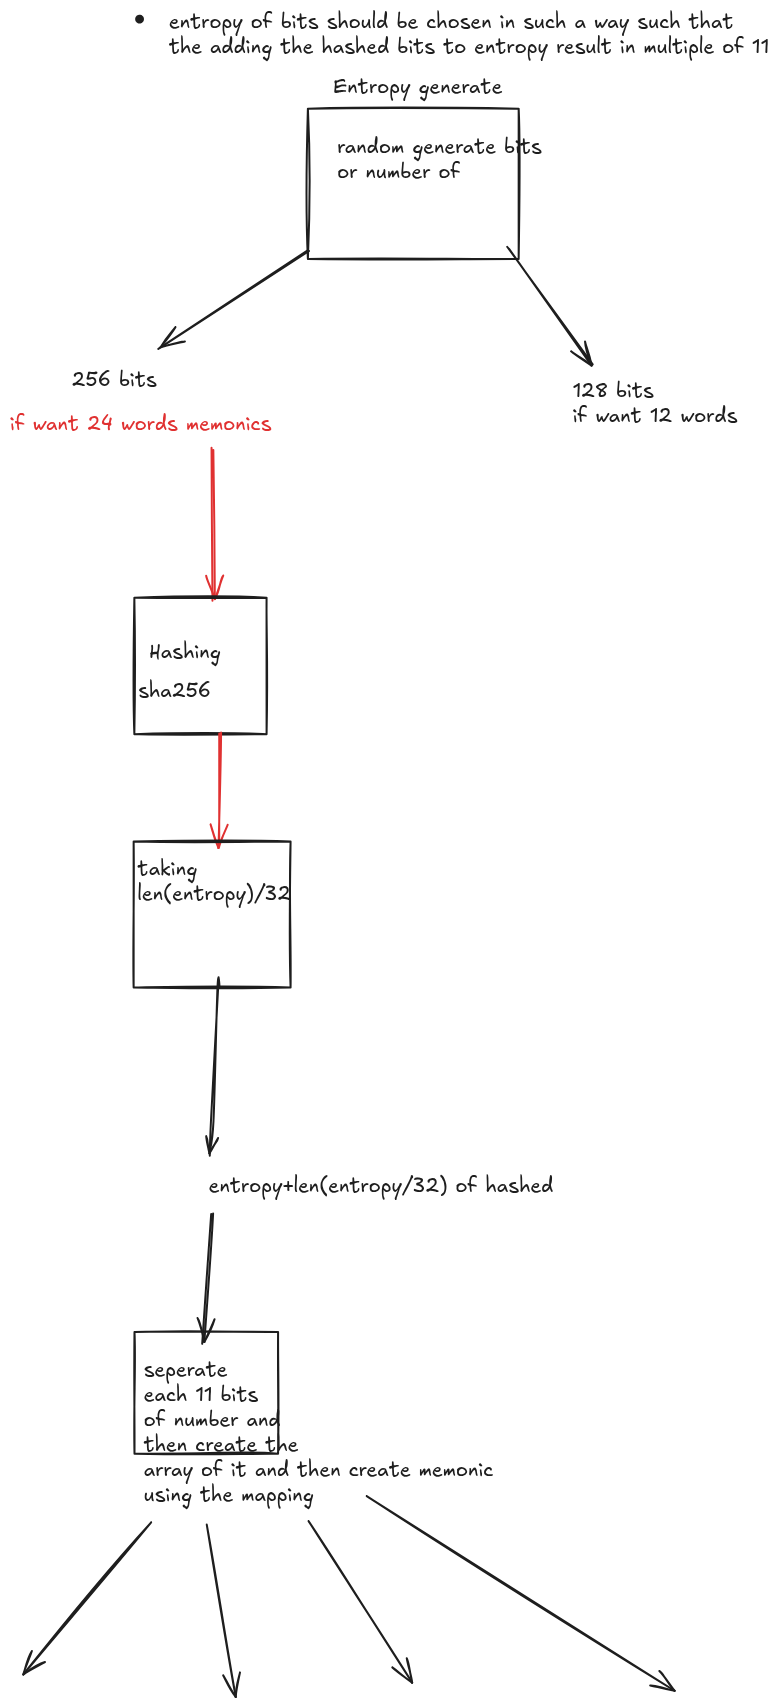 entropy of bits should be chosen in such a way such that
the adding the hashed bits to entropy result in multiple of 11
Entropy generate
random generate bits
or number of
256 bits
if want 24 words memonics
128 bits
if want 12 words
Hashing
sha256
taking
len(entropy)/32
entropy+len(entropy/32) of hashed
seperate
each 11 bits
of number and
then create the
array of it and then create memonic
using the mapping